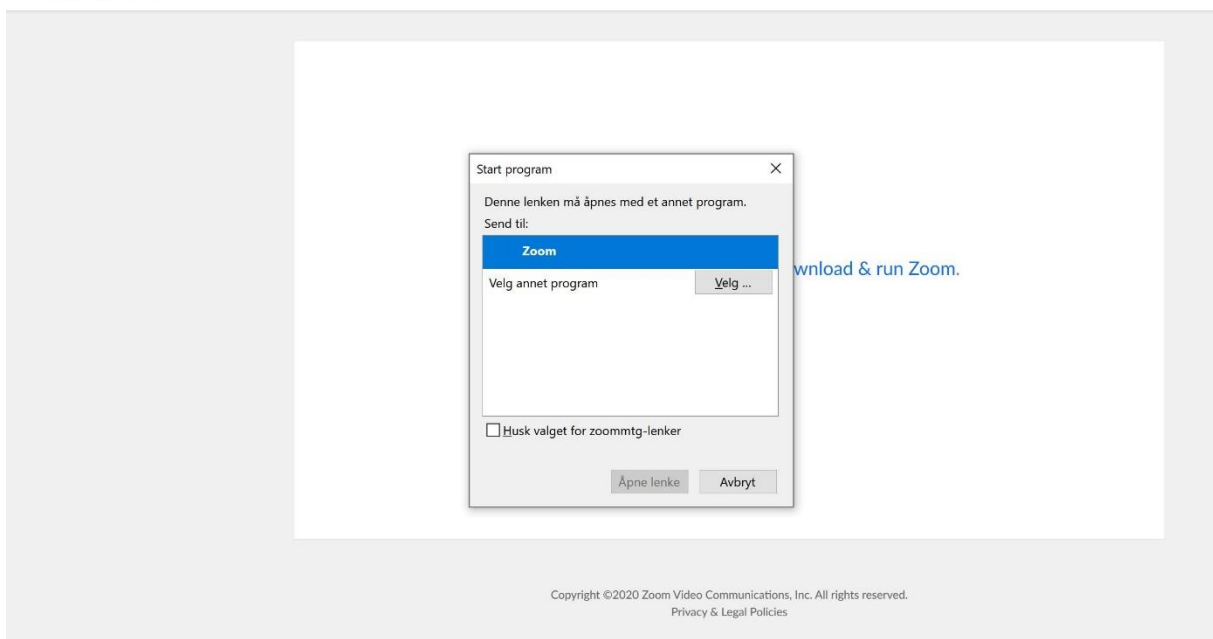 Start program
Denne lenken må åpnes med et annet program.
Send til:
Zoom
Velg annet program
Velg ...
wnload & run Zoom.
Husk valget for zoommtg-lenker
Åpne lenke
Avbryt
Copyright ©2020 Zoom Video Communications, Inc. All rights reserved.
Privacy & Legal Policies